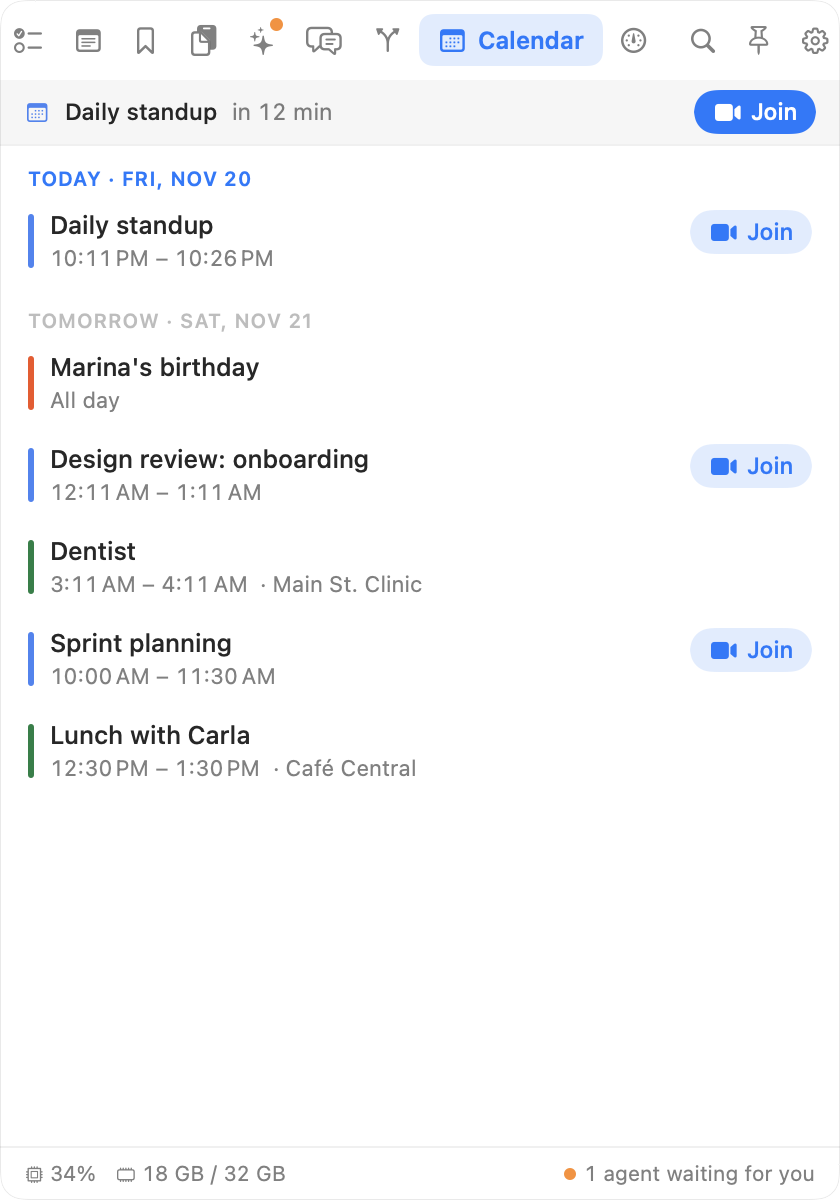 Calendar
Daily standup in 12 min
Join
TODAY · FRI, NOV 20
Daily standup
10:11 PM – 10:26 PM
Join
TOMORROW · SAT, NOV 21
Marina's birthday
All day
Design review: onboarding
12:11 AM – 1:11 AM
Join
Dentist
3:11 AM – 4:11 AM · Main St. Clinic
Sprint planning
10:00 AM – 11:30 AM
Join
Lunch with Carla
12:30 PM – 1:30 PM · Café Central
34% 18 GB / 32 GB
1 agent waiting for you